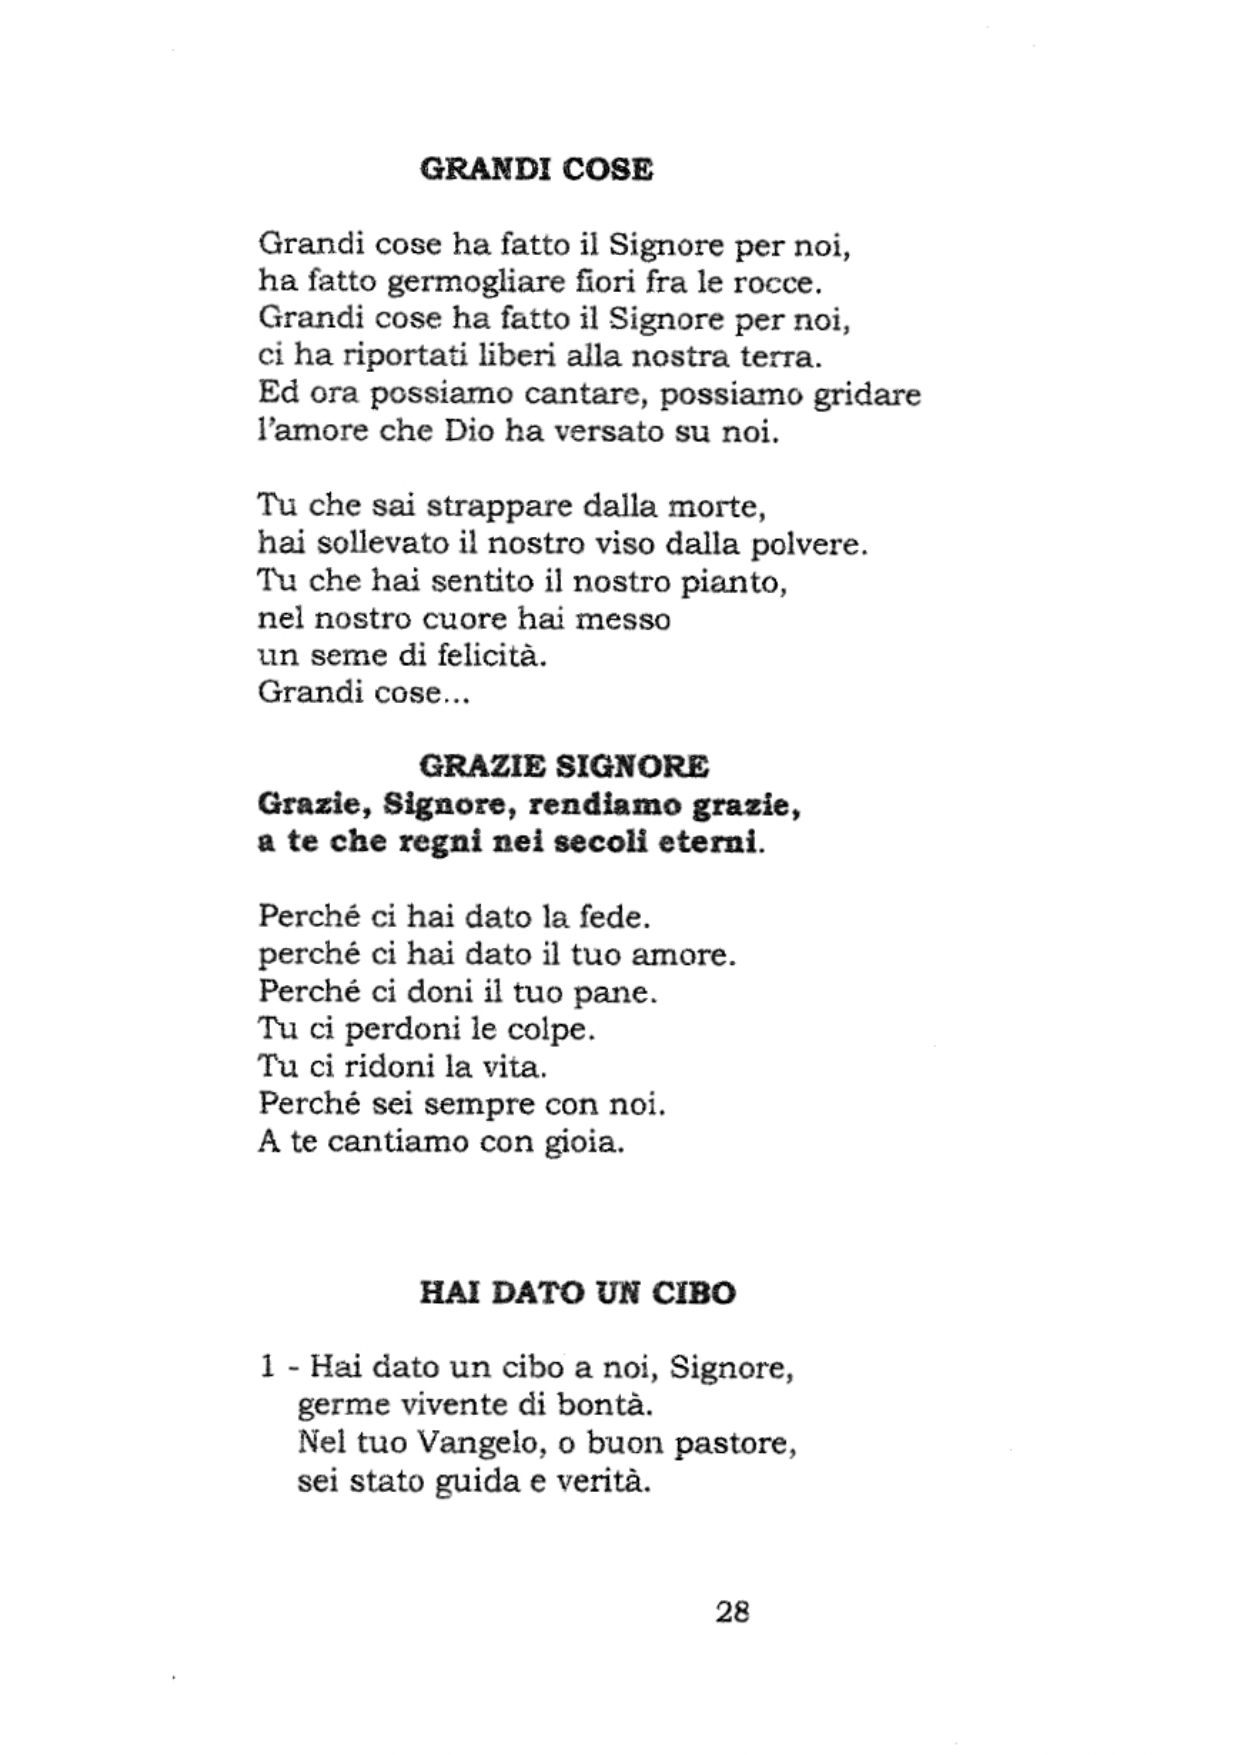 GRANDI COSE
Grandi cose ha fatto il Signore per noi,
ha fatto germogliare fiori fra le rocce.
Grandi cose ha fatto il Signore per noi,
ci ha riportati liberi alla nostra terra.
Ed ora possiamo cantare, possiamo gridare
l'amore che Dio ha versato su noi.
Tu che sai strappare dalla morte,
hai sollevato il nostro viso dalla polvere.
Tu che hai sentito il nostro pianto,
nel nostro cuore hai messo
un seme di felicità.
Grandi cose...
GRAZIE SIGNORE
Grazie, Signore, rendiamo grazie,
a te che regni nei secoli eterni.
Perché ci hai dato la fede.
perché ci hai dato il tuo amore.
Perché ci doni il tuo pane.
Tu ci perdoni le colpe.
Tu ci ridoni la vita.
Perché sei sempre con noi.
A te cantiamo con gioia.
HAI DATO UN CIBO
1 - Hai dato un cibo a noi, Signore,
germe vivente di bontà.
Nel tuo Vangelo, o buon pastore,
sei stato guida e verità.
28